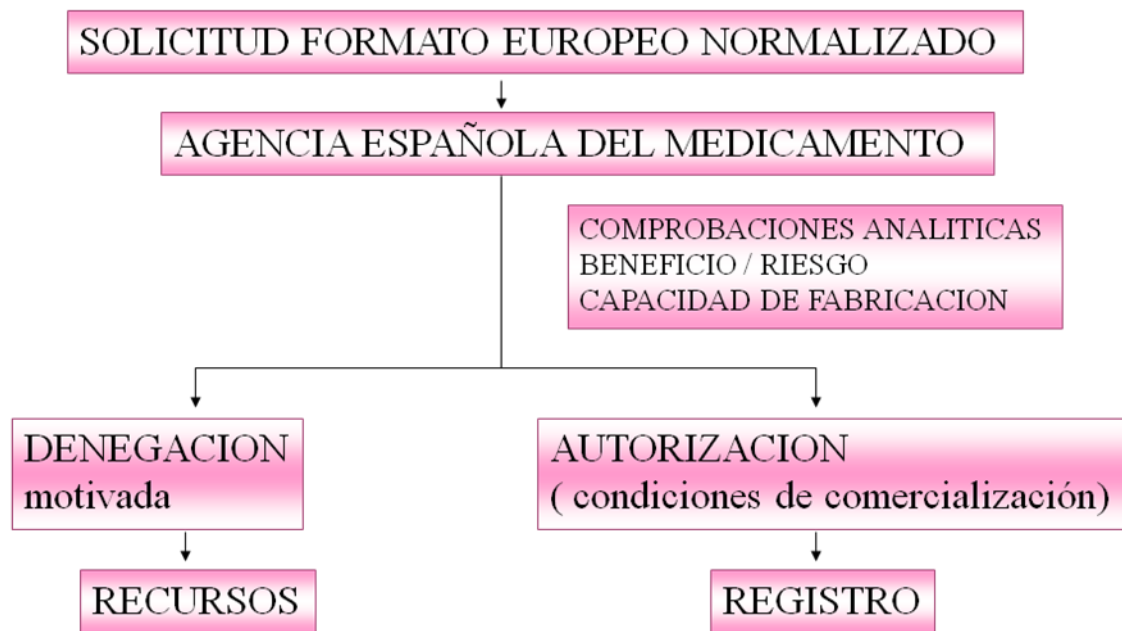 SOLICITUD FORMATO EUROPEO NORMALIZADO
AGENCIA ESPAÑOLA DEL MEDICAMENTO
COMPROBACIONES ANALITICAS
BENEFICIO / RIESGO
CAPACIDAD DE FABRICACION
DENEGACION
motivada
AUTORIZACION
( condiciones de comercialización)
RECURSOS
REGISTRO